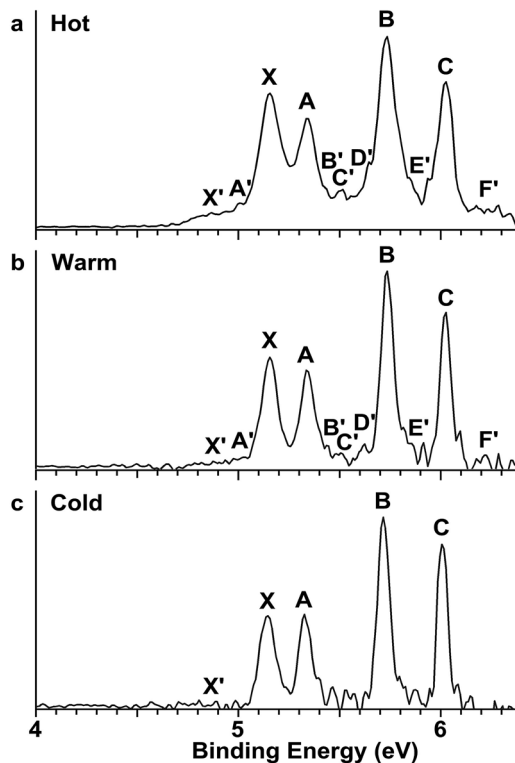 a Hot
X' A' X A B' C' D' B E' C F'
b Warm
X' A' X A B' C' D' B E' C F'
c Cold
X' X A B C
4 5 6
Binding Energy (eV)